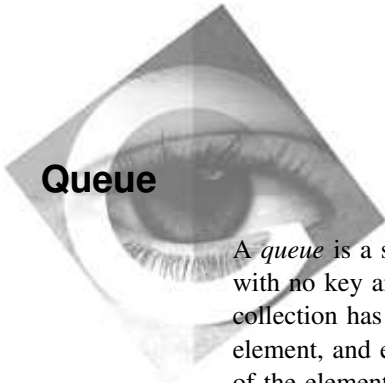 Queue
A queue is a s
with no key a
collection has
element, and e
of the element